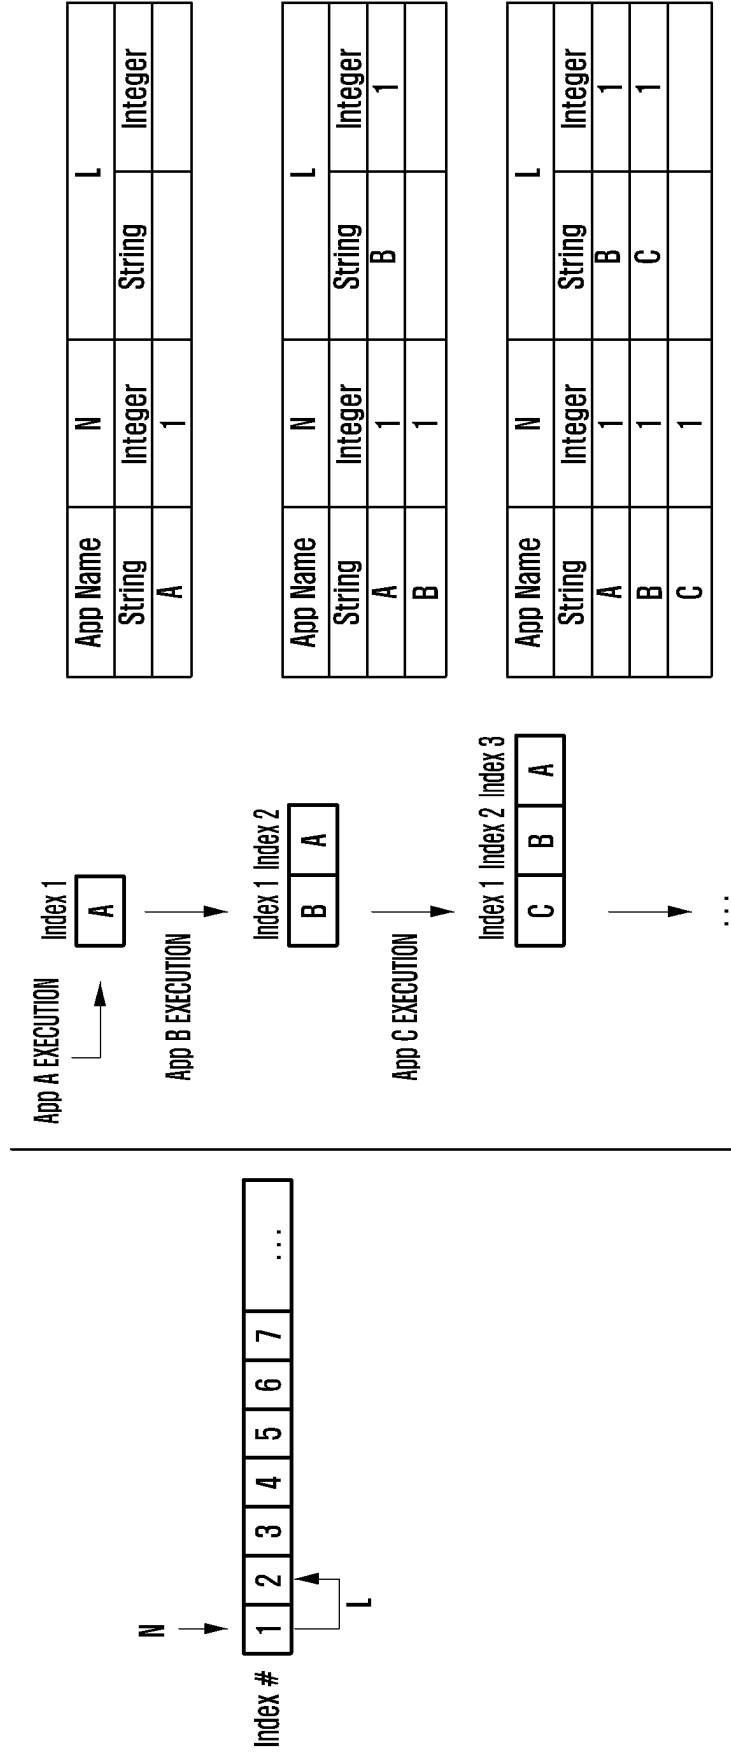 N
Index #
1 2 3 4 5 6 7 ...
L
App A EXECUTION
Index 1
A
App B EXECUTION
Index 1 Index 2
B A
App C EXECUTION
Index 1 Index 2 Index 3
C B A
...
App Name N L
String Integer String Integer
A 1
App Name N L
String Integer String Integer
A 1 B 1
B 1
App Name N L
String Integer String Integer
A 1 B 1
B 1 C 1
C 1